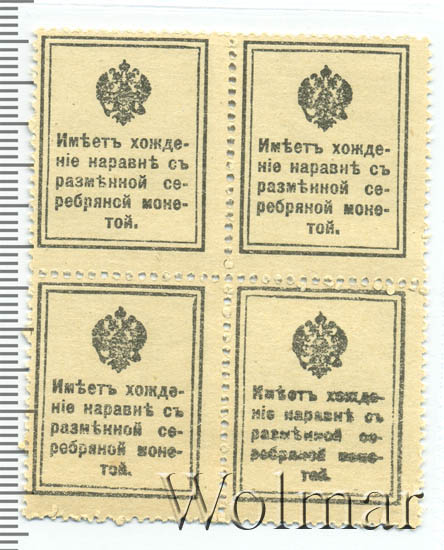 Имѣетъ хожде-
ніе наравнѣ съ
размѣнной се-
ребряной моне-
той.
Имѣетъ хожде-
ніе наравнѣ съ
размѣнной се-
ребряной моне-
той.
Имѣетъ хожде-
ніе наравнѣ съ
размѣнной се-
ребряной моне-
той.
Имѣетъ хожде-
ніе наравнѣ съ
размѣнной се-
ребряной моне-
той.
Wolmar